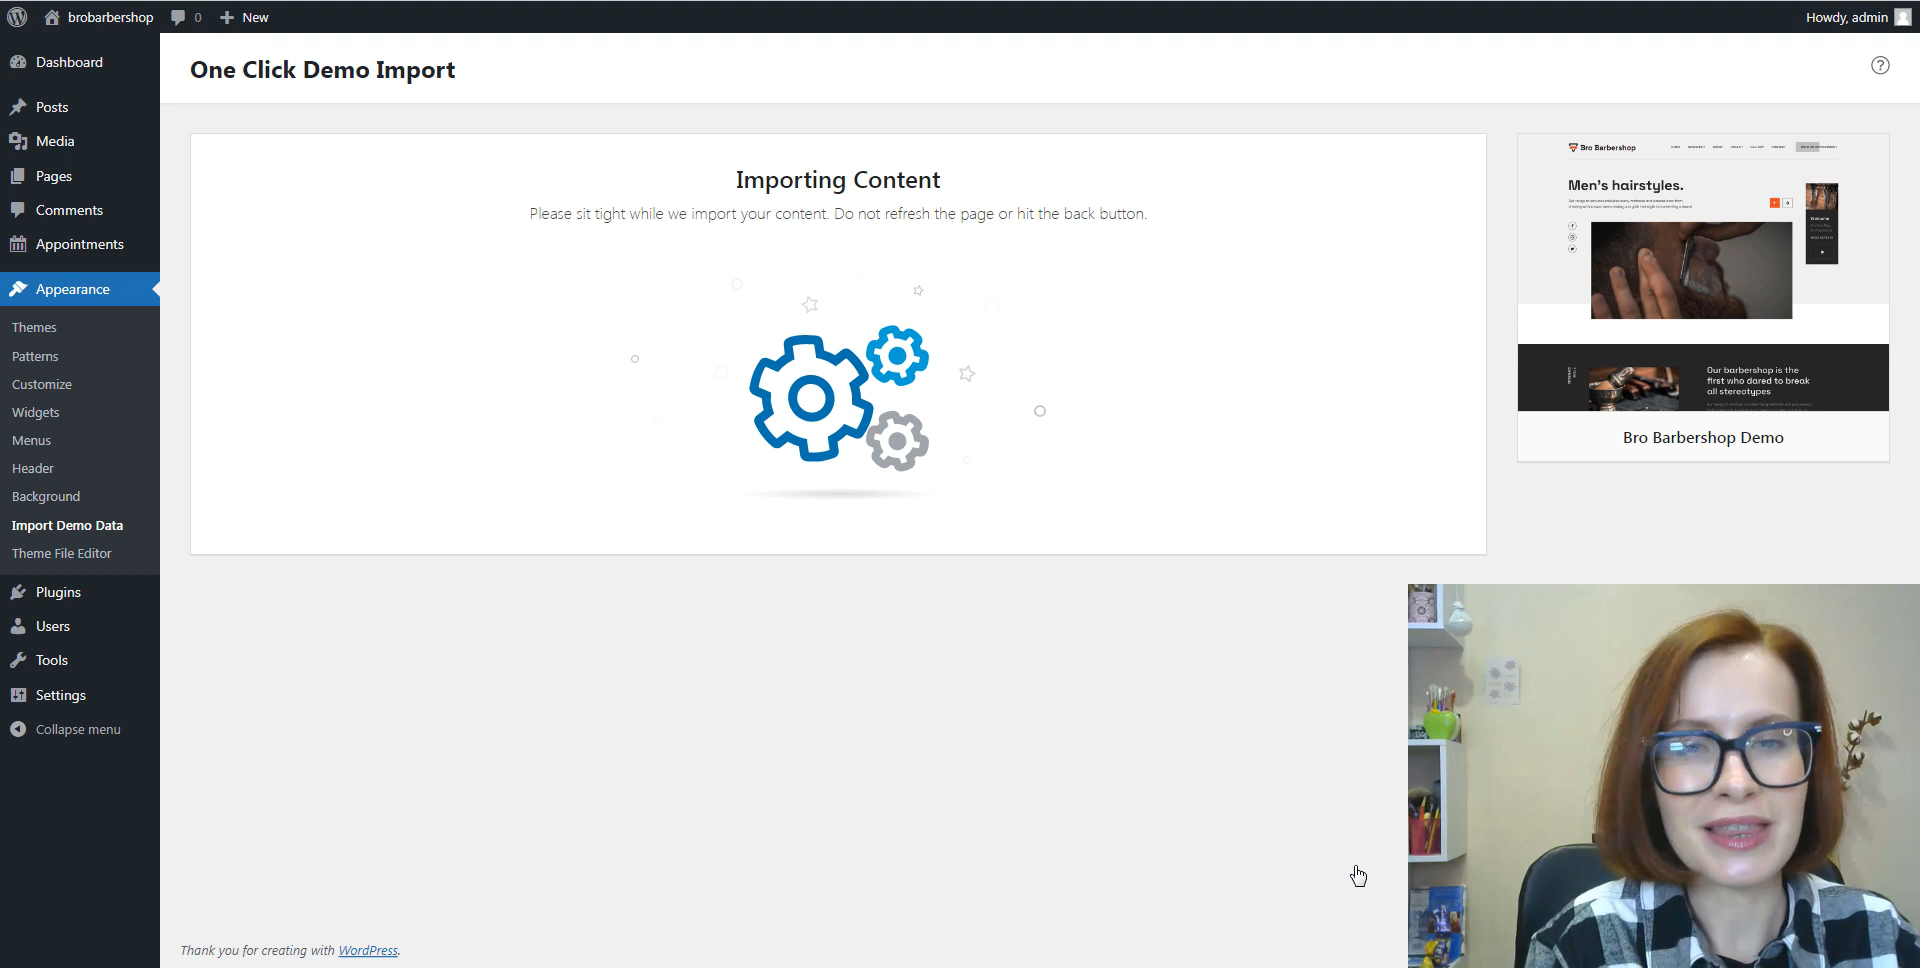 brobarbershop
0
New
Howdy, admin
Dashboard
Posts
Media
Pages
Comments
Appointments
Appearance
Themes
Patterns
Customize
Widgets
Menus
Header
Background
Import Demo Data
Theme File Editor
Plugins
Users
Tools
Settings
Collapse menu
One Click Demo Import
?
Importing Content
Please sit tight while we import your content. Do not refresh the page or hit the back button.
Bro Barbershop
Men's hairstyles.
Welcome
Our barbershop is the
first who dared to break
all stereotypes
Bro Barbershop Demo
Thank you for creating with WordPress.